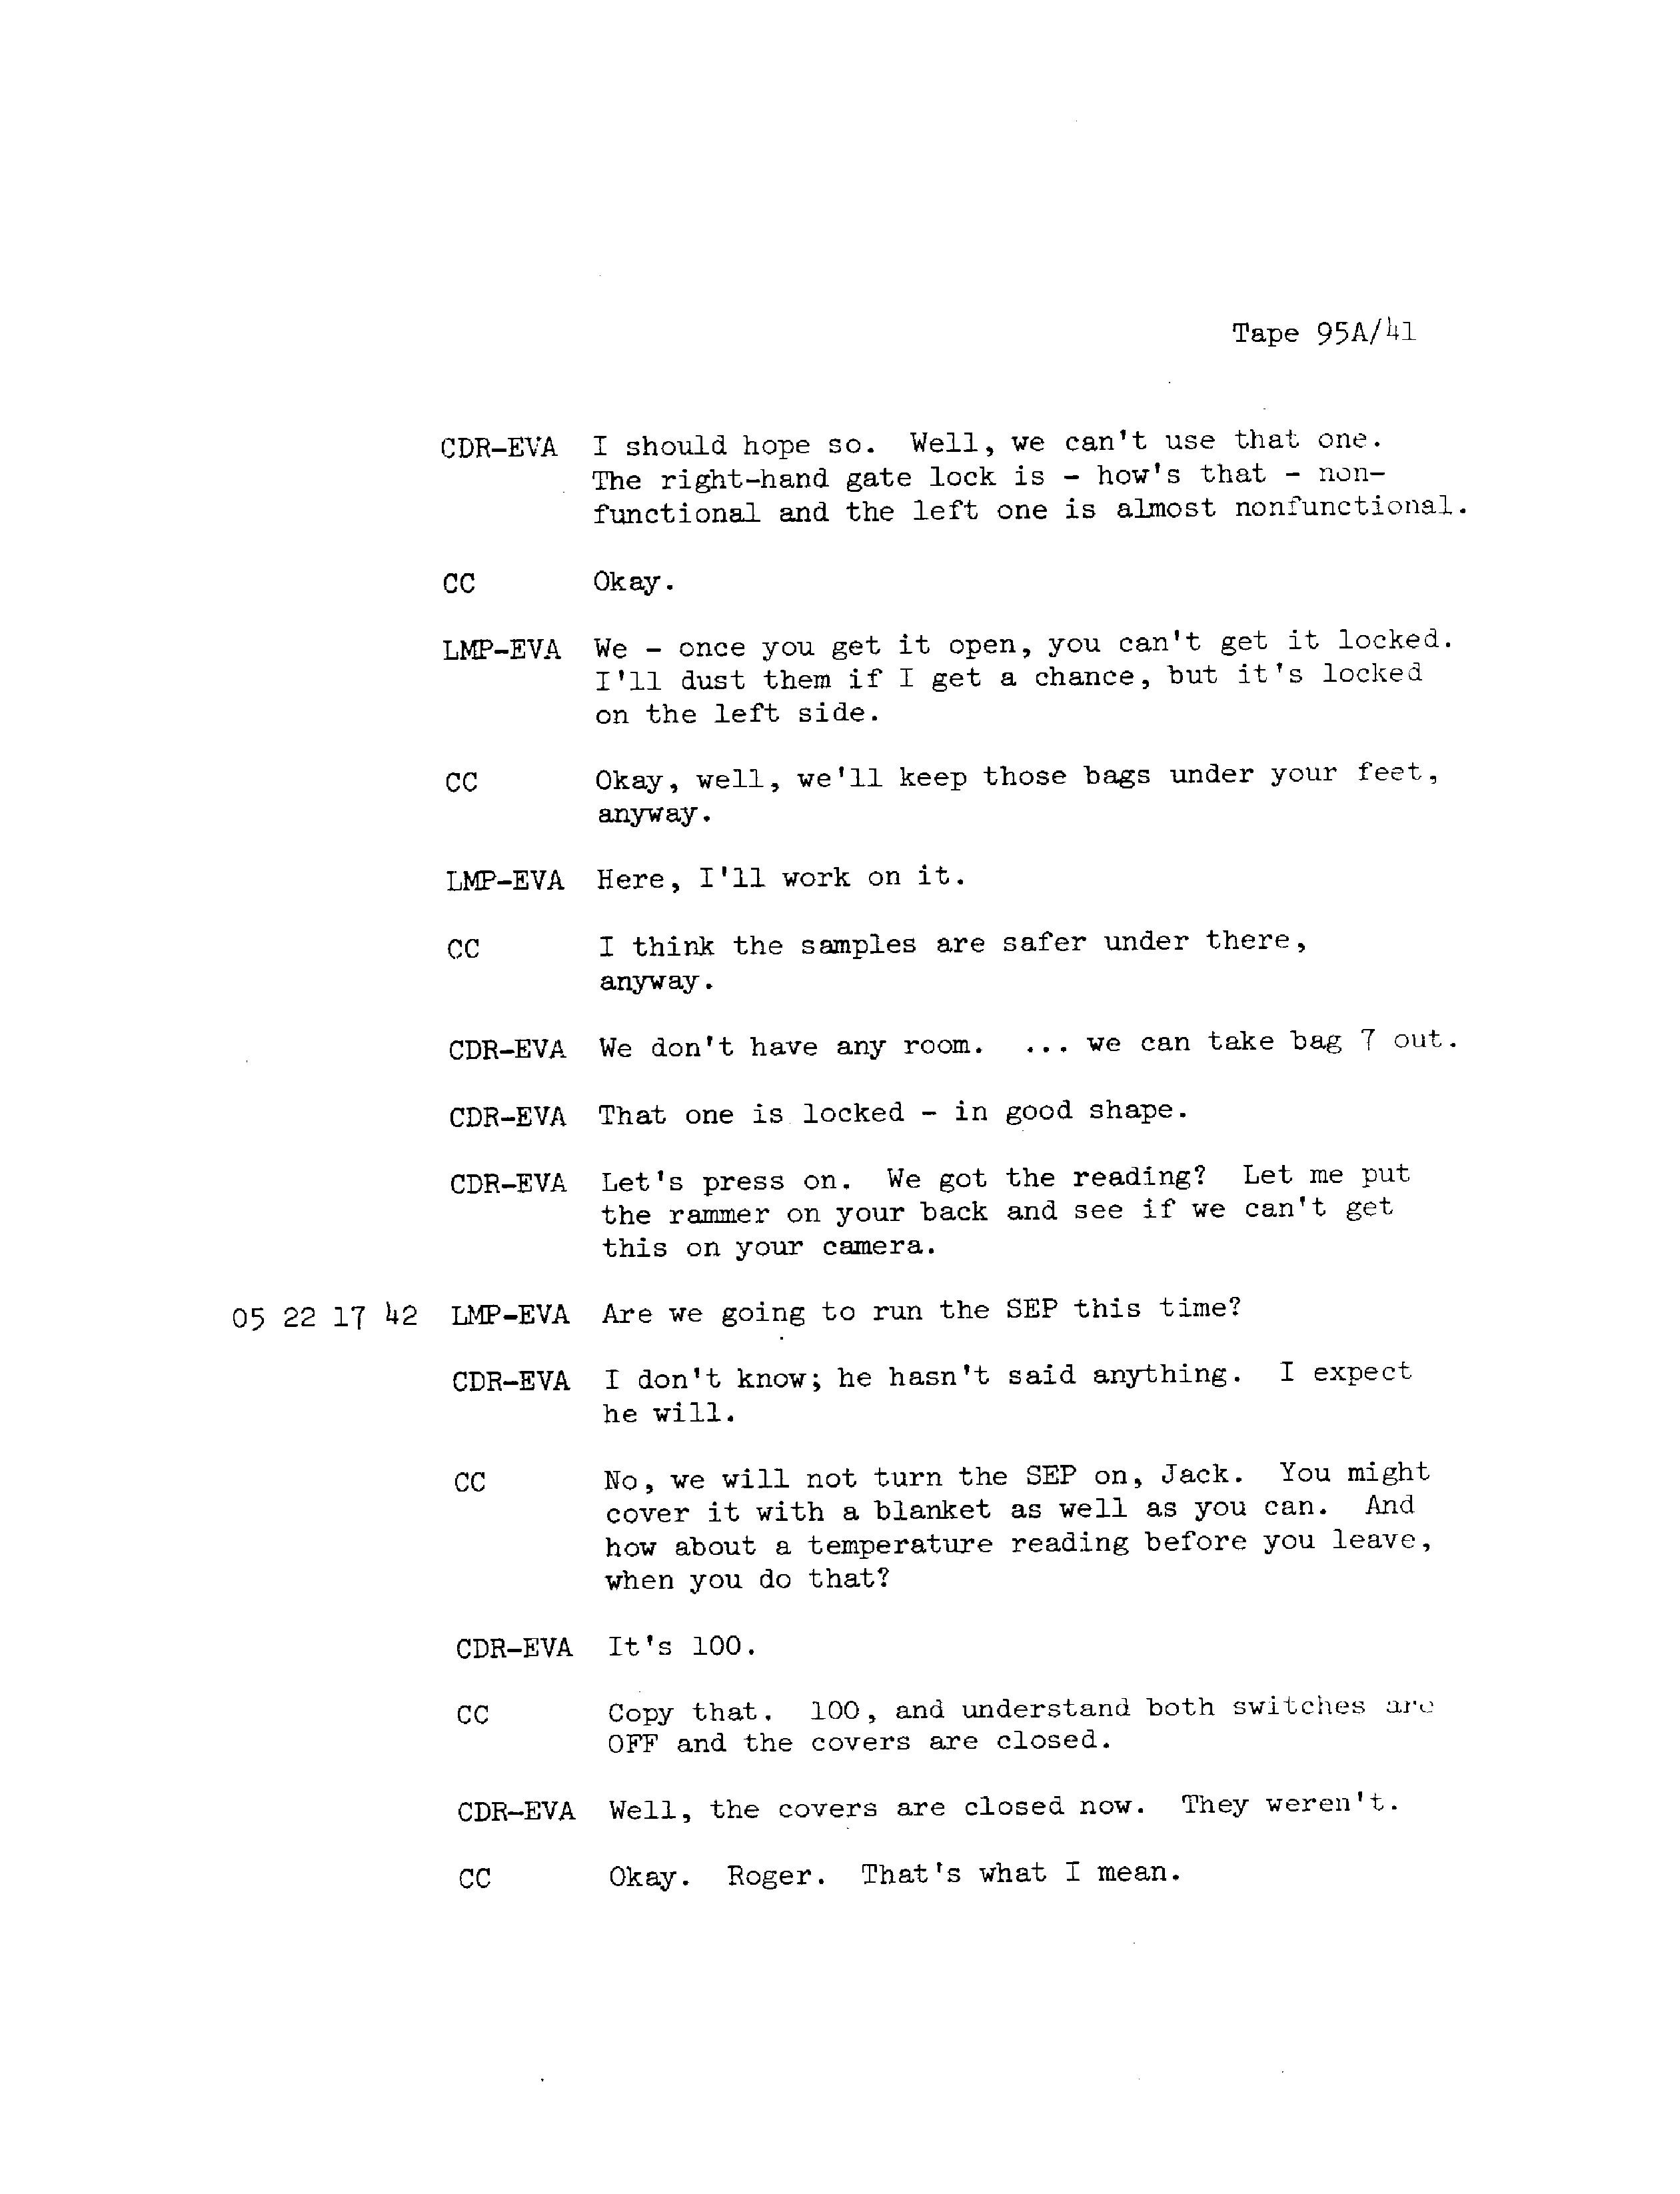 Tape 95A/41
CDR-EVA I should hope so. Well, we can't use that one.
The right-hand gate lock is - how's that - non-
functional and the left one is almost nonfunctional.
CC Okay.
LMP-EVA We - once you get it open, you can't get it locked.
I'll dust them if I get a chance, but it's locked
on the left side.
CC Okay, well, we'll keep those bags under your feet,
anyway.
LMP-EVA Here, I'll work on it.
CC I think the samples are safer under there,
anyway.
CDR-EVA We don't have any room. ... we can take bag 7 out.
CDR-EVA That one is locked - in good shape.
CDR-EVA Let's press on. We got the reading? Let me put
the rammer on your back and see if we can't get
this on your camera.
05 22 17 42 LMP-EVA Are we going to run the SEP this time?
CDR-EVA I don't know; he hasn't said anything. I expect
he will.
CC No, we will not turn the SEP on, Jack. You might
cover it with a blanket as well as you can. And
how about a temperature reading before you leave,
when you do that?
CDR-EVA It's 100.
CC Copy that. 100, and understand both switches are
OFF and the covers are closed.
CDR-EVA Well, the covers are closed now. They weren't.
CC Okay. Roger. That's what I mean.